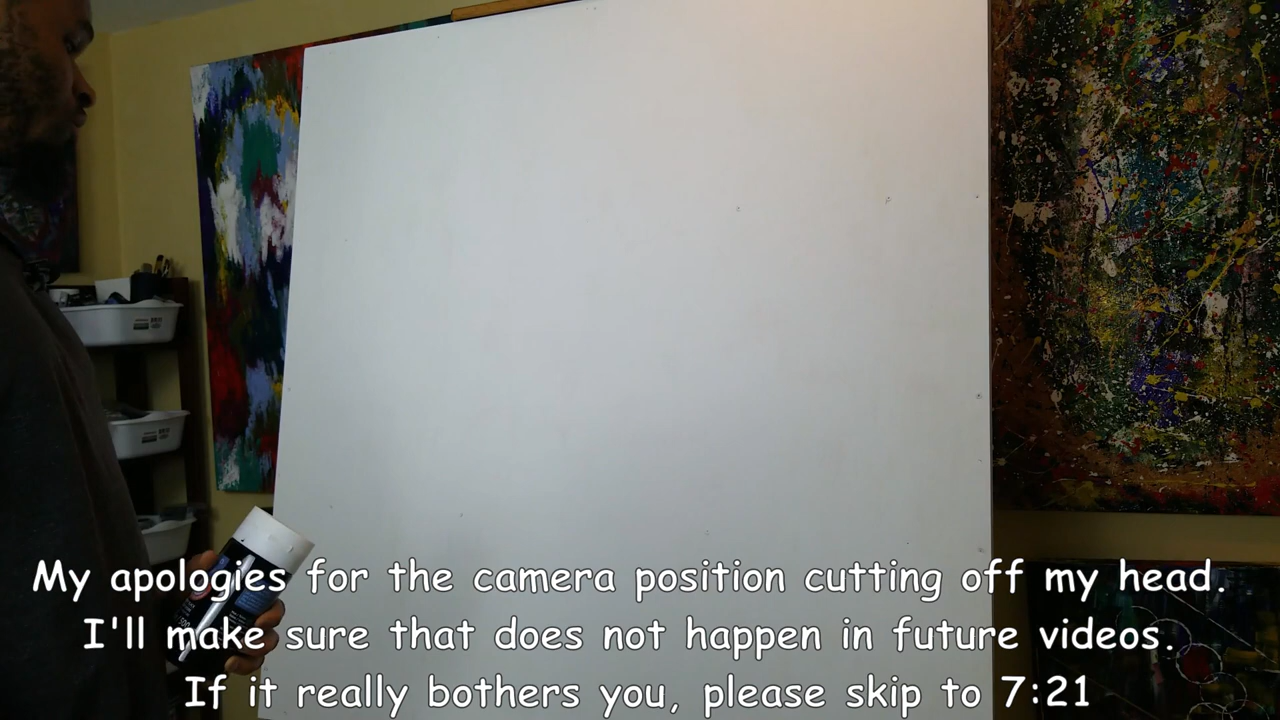 My apologies for the camera position cutting off my head.
I'll make sure that does not happen in future videos.
If it really bothers you, please skip to 7:21